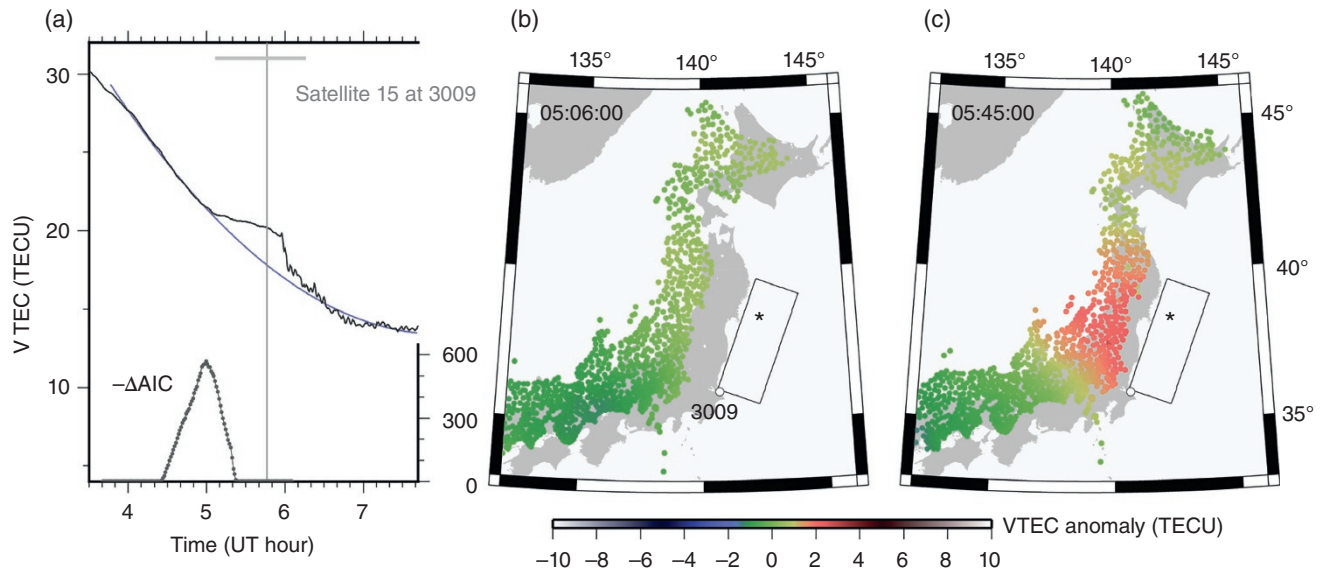 (a)
30
20
10
V TEC (TECU)
Satellite 15 at 3009
–ΔAIC
600
300
0
4 5 6 7
Time (UT hour)
(b)
135° 140° 145°
05:06:00
*
3009
(c)
135° 140° 145°
05:45:00
*
45°
40°
35°
–10 –8 –6 –4 –2 0 2 4 6 8 10
VTEC anomaly (TECU)